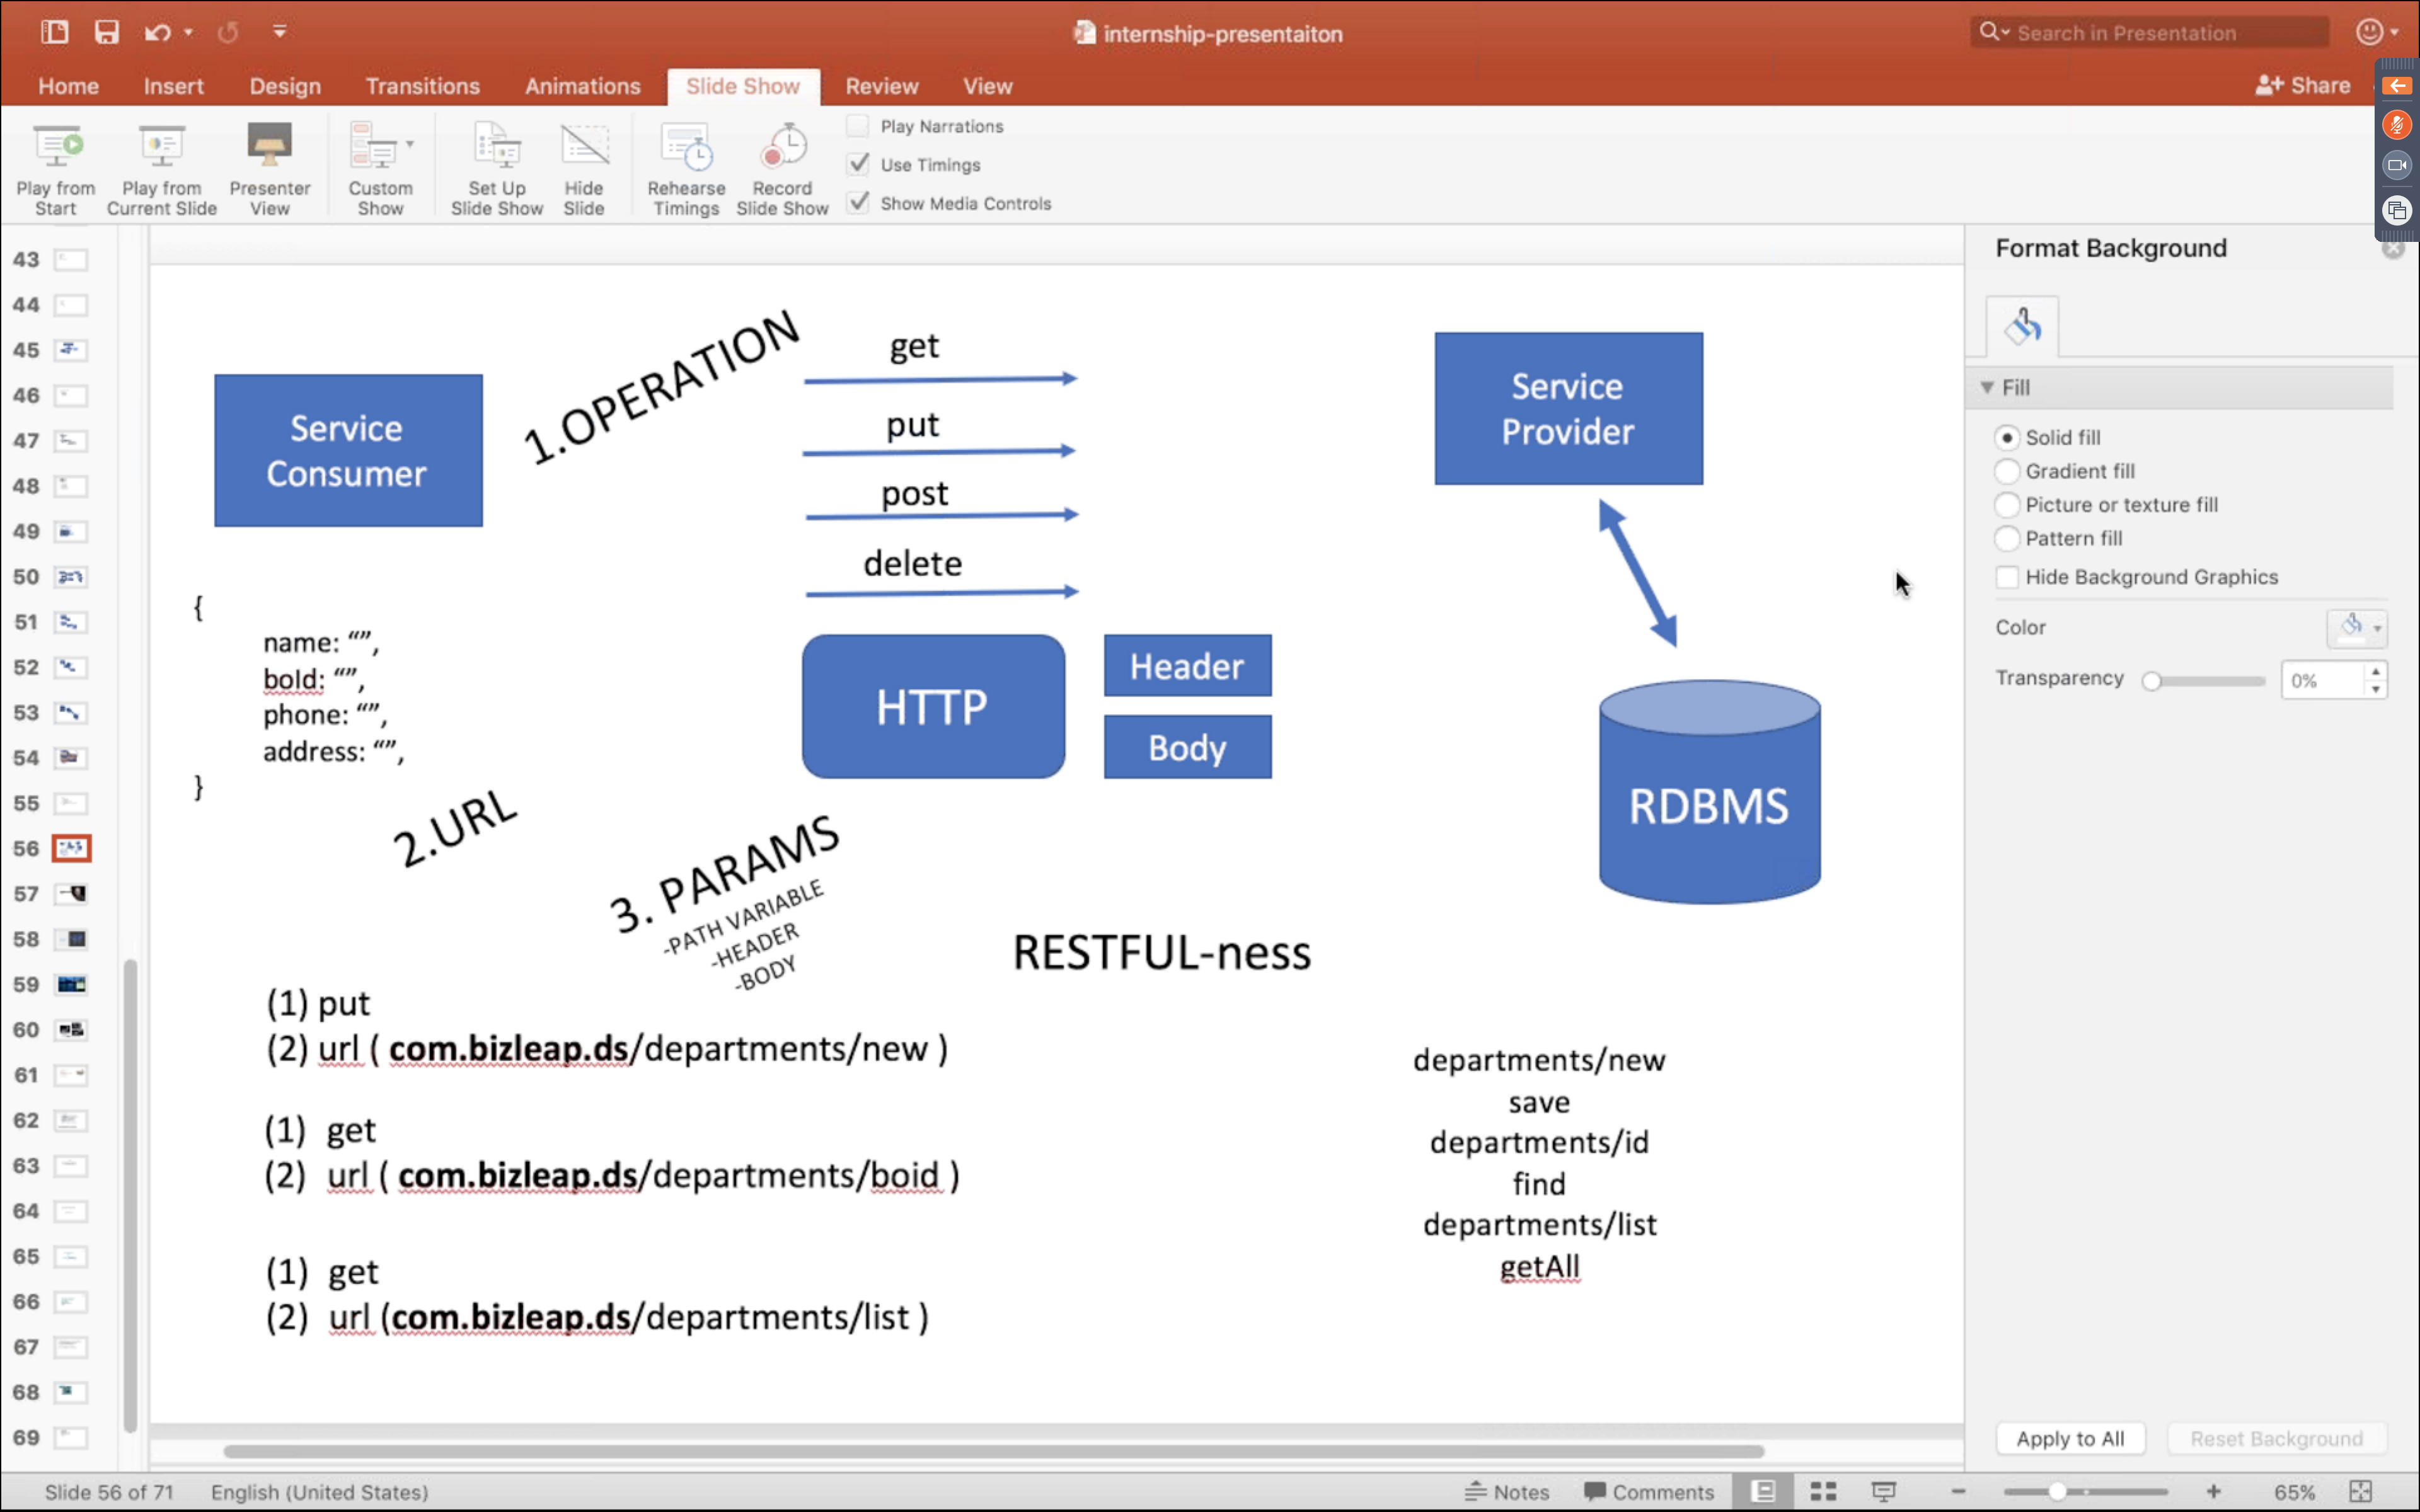 internship-presentaiton
Search in Presentation
Home Insert Design Transitions Animations Slide Show Review View
Share
Play from Start
Play from Current Slide
Presenter View
Custom Show
Set Up Slide Show
Hide Slide
Rehearse Timings
Record Slide Show
Play Narrations
Use Timings
Show Media Controls
43
44
45
46
47
48
49
50
51
52
53
54
55
56
57
58
59
60
61
62
63
64
65
66
67
68
69
Service
Consumer
1.OPERATION
get
put
post
delete
Service
Provider
{
name: “”,
bold: “”,
phone: “”,
address: “”,
}
HTTP
Header
Body
RDBMS
2.URL
3. PARAMS
-PATH VARIABLE
-HEADER
-BODY
RESTFUL-ness
(1) put
(2) url ( com.bizleap.ds/departments/new )
(1) get
(2) url ( com.bizleap.ds/departments/boid )
(1) get
(2) url (com.bizleap.ds/departments/list )
departments/new
save
departments/id
find
departments/list
getAll
Format Background
Fill
Solid fill
Gradient fill
Picture or texture fill
Pattern fill
Hide Background Graphics
Color
Transparency 0%
Apply to All Reset Background
Slide 56 of 71 English (United States) Notes Comments 65%